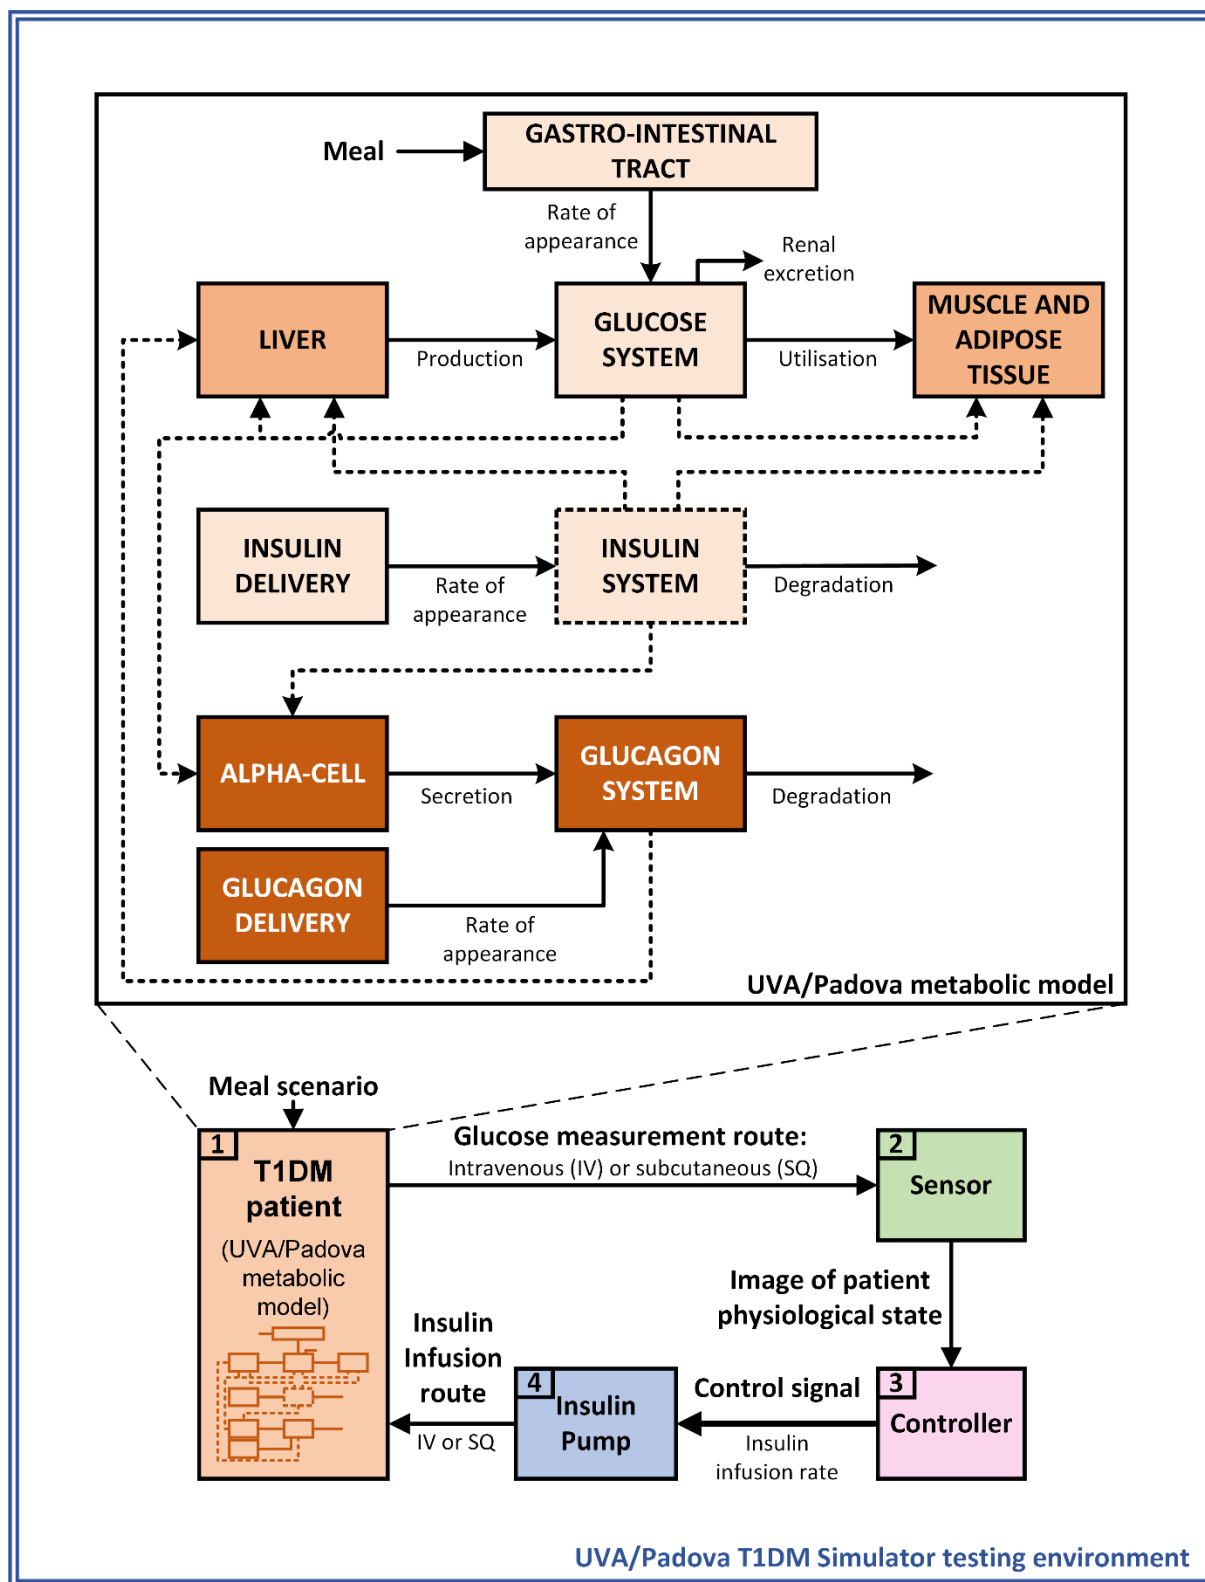 GASTRO-INTESTINAL
TRACT
Meal
Rate of
appearance
Renal
excretion
LIVER
Production
GLUCOSE
SYSTEM
Utilisation
MUSCLE AND
ADIPOSE
TISSUE
INSULIN
DELIVERY
Rate of
appearance
INSULIN
SYSTEM
Degradation
ALPHA-CELL
Secretion
GLUCAGON
SYSTEM
Degradation
GLUCAGON
DELIVERY
Rate of
appearance
UVA/Padova metabolic model
Meal scenario
1
T1DM
patient
(UVA/Padova
metabolic
model)
Glucose measurement route:
Intravenous (IV) or subcutaneous (SQ)
2
Sensor
Image of patient
physiological state
3
Controller
Control signal
Insulin
infusion rate
4
Insulin
Pump
Insulin
Infusion
route
IV or SQ
UVA/Padova T1DM Simulator testing environment